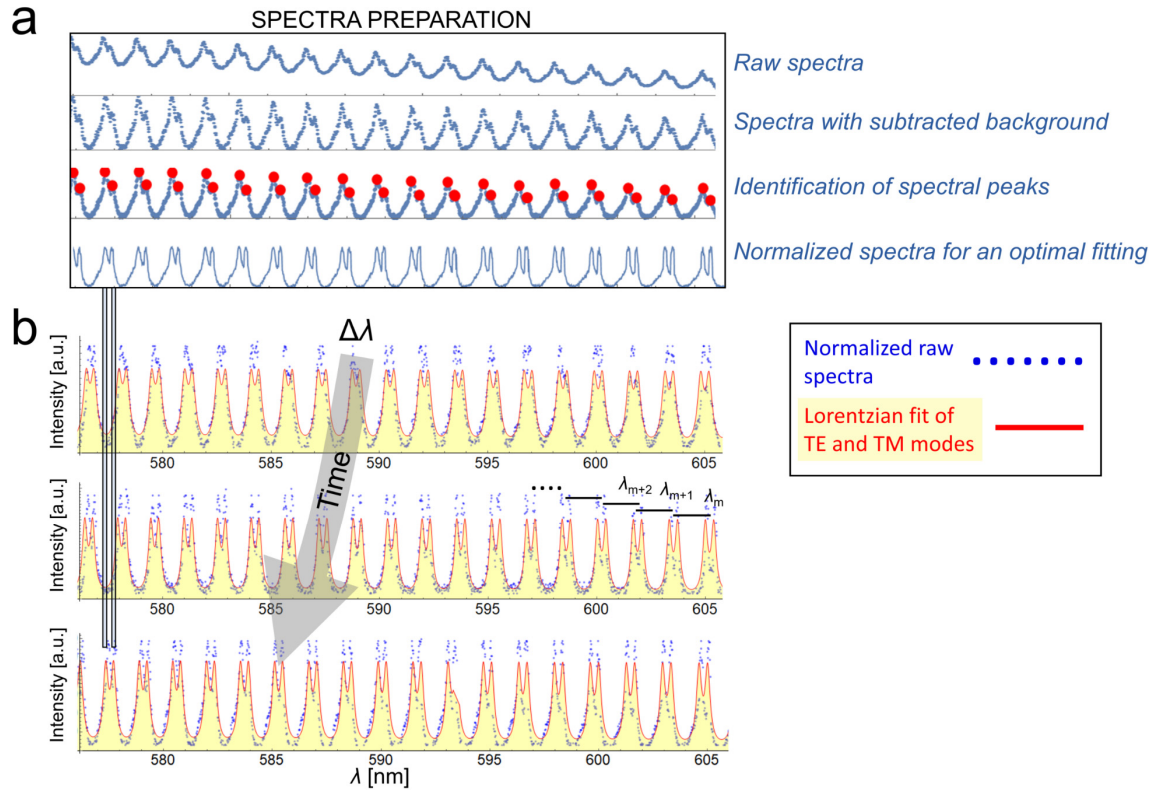 a
SPECTRA PREPARATION
Raw spectra
Spectra with subtracted background
Identification of spectral peaks
Normalized spectra for an optimal fitting
b
Δλ
Intensity [a.u.]
580 585 590 595 600 605
Normalized raw
spectra
Lorentzian fit of
TE and TM modes
Time
Intensity [a.u.]
λm+2 λm+1 λm
580 585 590 595 600 605
Intensity [a.u.]
580 585 590 595 600 605
λ [nm]